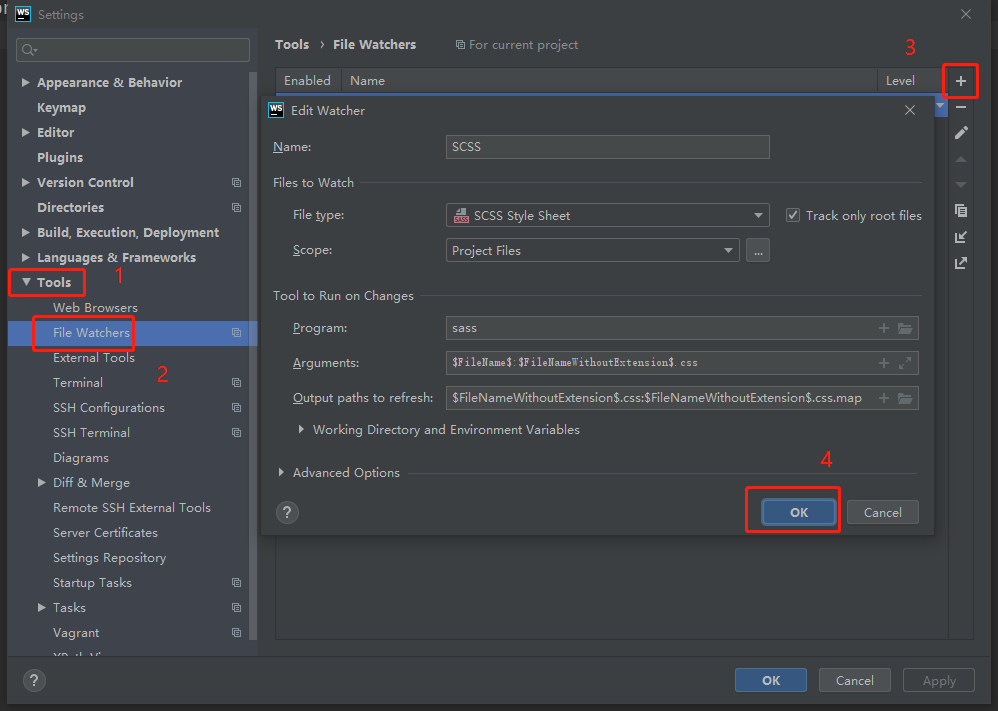 WS Settings
Tools › File Watchers For current project
3
Enabled Name Level
Appearance & Behavior
Keymap
Editor
Plugins
Version Control
Directories
Build, Execution, Deployment
Languages & Frameworks
1
Tools
Web Browsers
File Watchers
External Tools
2
Terminal
SSH Configurations
SSH Terminal
Diagrams
Diff & Merge
Remote SSH External Tools
Server Certificates
Settings Repository
Startup Tasks
Tasks
Vagrant
WS Edit Watcher
Name: SCSS
Files to Watch
File type: SASS SCSS Style Sheet Track only root files
Scope: Project Files ...
Tool to Run on Changes
Program: sass
Arguments: $FileName$:$FileNameWithoutExtension$.css
Output paths to refresh: $FileNameWithoutExtension$.css:$FileNameWithoutExtension$.css.map
Working Directory and Environment Variables
4
Advanced Options
? OK Cancel
? OK Cancel Apply